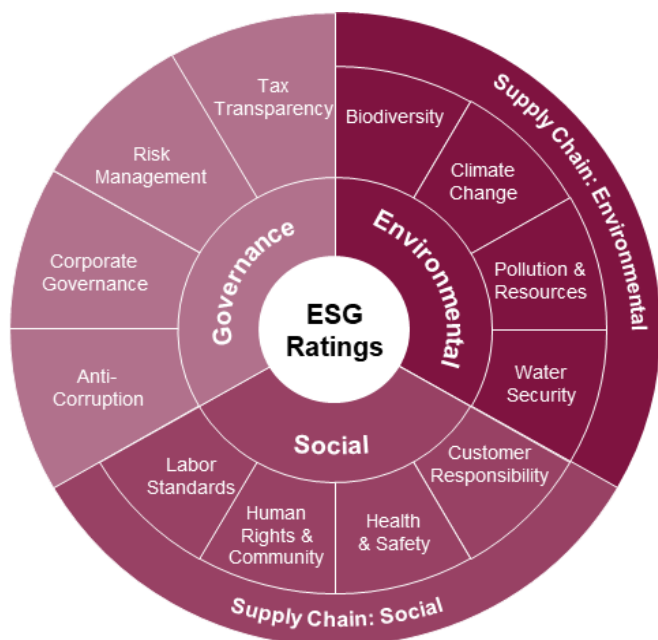 Tax
Transparency
Biodiversity
Supply Chain: Environmental
Risk
Management
Climate
Change
Governance
Environmental
Corporate
Governance
Pollution &
Resources
ESG
Ratings
Anti-
Corruption
Water
Security
Social
Labor
Standards
Customer
Responsibility
Human
Rights &
Community
Health
& Safety
Supply Chain: Social